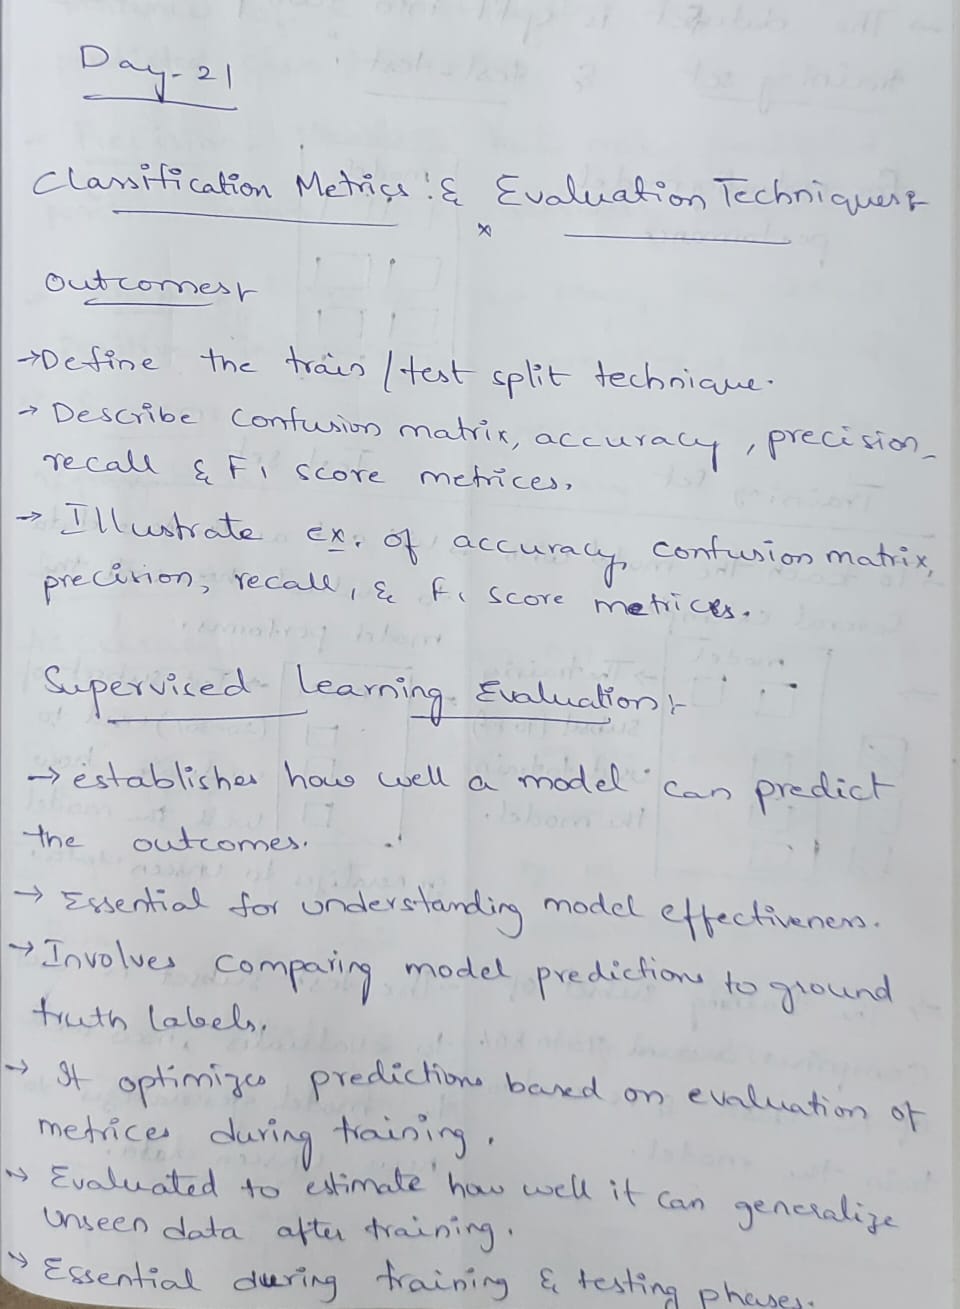 Day-21
Classification Metrics & Evaluation Techniques:-
Outcomes:-
→Define the train/test split technique.
→ Describe confusion matrix, accuracy, precision,
recall & F1 score metrices.
→ Illustrate ex. of accuracy, confusion matrix,
precision, recall, & F1 score metrices.
Supervised Learning Evaluation:-
→ establishes how well a model can predict
the outcomes.
→ Essential for understanding model effectiveness.
→ Involves comparing model predictions to ground
truth labels.
→ It optimizes predictions based on evaluation of
metrices during training.
→ Evaluated to estimate how well it can generalize
unseen data after training.
→ Essential during training & testing phases.